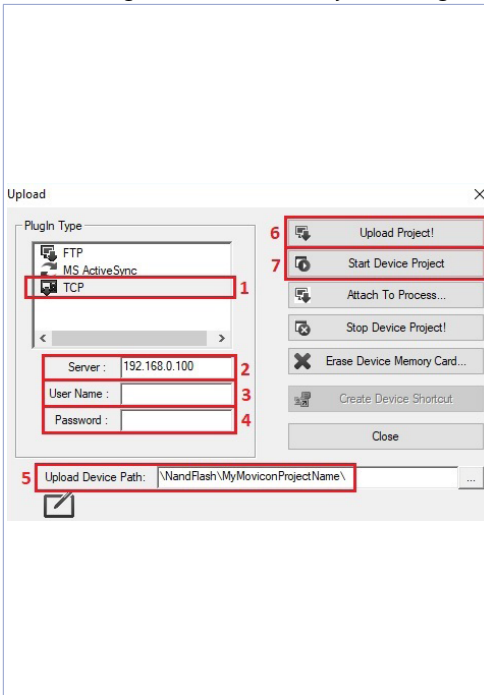 Upload
PlugIn Type
FTP
MS ActiveSync
TCP
1
Server :
192.168.0.100
2
User Name :
3
Password :
4
6
Upload Project!
7
Start Device Project
Attach To Process...
Stop Device Project!
Erase Device Memory Card...
Create Device Shortcut
Close
5
Upload Device Path:
\NandFlash\MyMoviconProjectName\
...